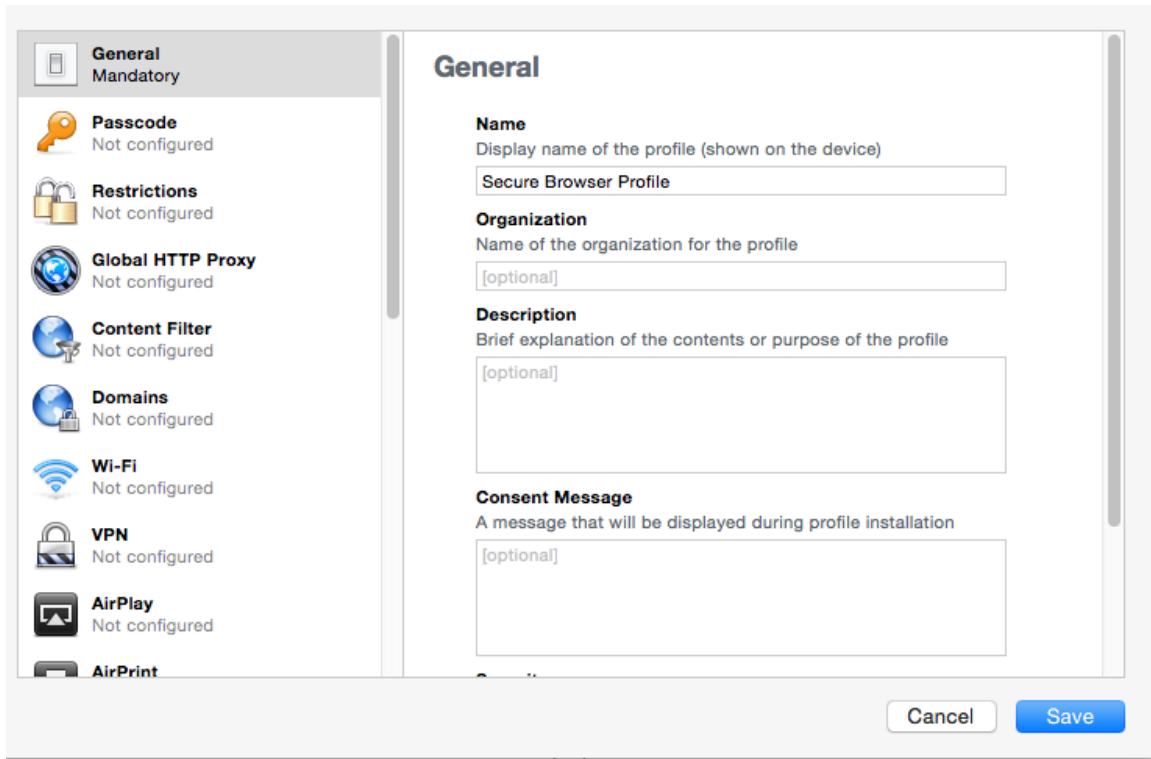 General
Mandatory
Passcode
Not configured
Restrictions
Not configured
Global HTTP Proxy
Not configured
Content Filter
Not configured
Domains
Not configured
Wi-Fi
Not configured
VPN
Not configured
AirPlay
Not configured
AirPrint
General
Name
Display name of the profile (shown on the device)
Secure Browser Profile
Organization
Name of the organization for the profile
[optional]
Description
Brief explanation of the contents or purpose of the profile
[optional]
Consent Message
A message that will be displayed during profile installation
[optional]
Cancel
Save